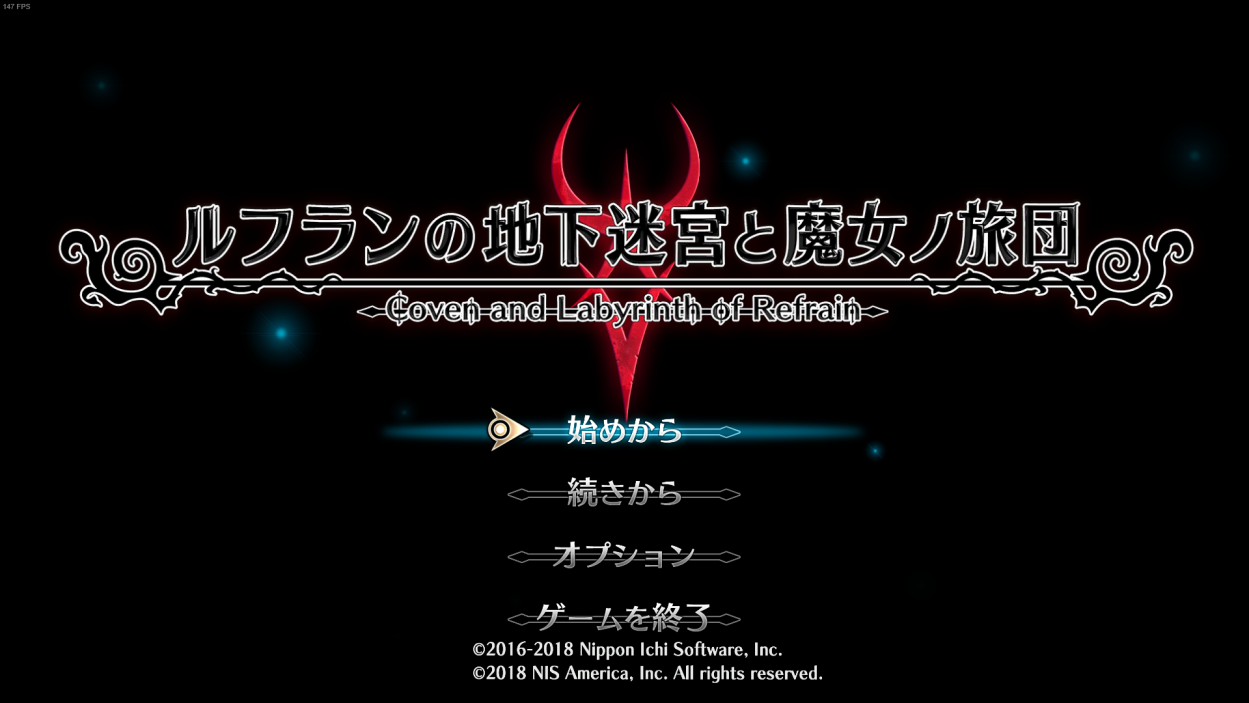 147 FPS
ルフランの地下迷宮と魔女ノ旅団
Coven and Labyrinth of Refrain
始めから
続きから
オプション
ゲームを終了
©2016-2018 Nippon Ichi Software, Inc.
©2018 NIS America, Inc. All rights reserved.